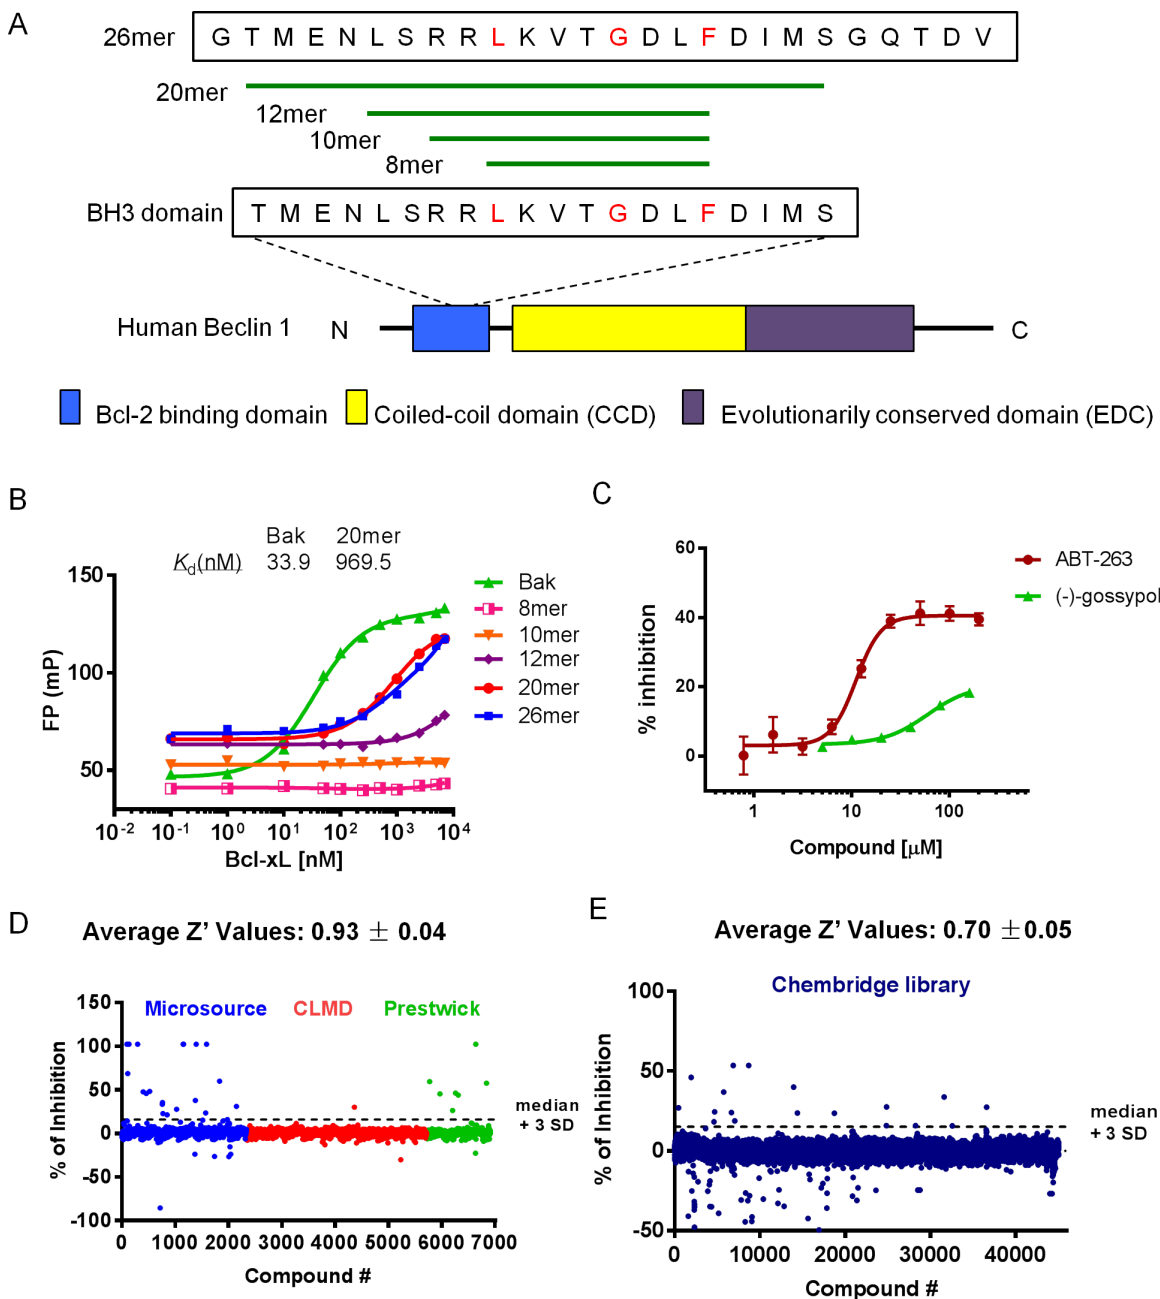 A
26mer G T M E N L S R R L K V T G D L F D I M S G Q T D V
20mer
12mer
10mer
8mer
BH3 domain T M E N L S R R L K V T G D L F D I M S
Human Beclin 1 N C
Bcl-2 binding domain Coiled-coil domain (CCD) Evolutionarily conserved domain (EDC)
B
Bak 20mer
Kd(nM) 33.9 969.5
150
100
50
FP (mP)
10-2 10-1 100 101 102 103 104
Bcl-xL [nM]
Bak
8mer
10mer
12mer
20mer
26mer
C
60
40
20
0
% inhibition
1 10 100
Compound [μM]
ABT-263
(-)-gossypol
D
Average Z’ Values: 0.93 ± 0.04
Microsource CLMD Prestwick
150
100
50
0
-50
-100
% of Inhibition
median
+ 3 SD
0 1000 2000 3000 4000 5000 6000 7000
Compound #
E
Average Z’ Values: 0.70 ±0.05
Chembridge library
100
50
0
-50
% of Inhibition
median
+ 3 SD
0 10000 20000 30000 40000
Compound #